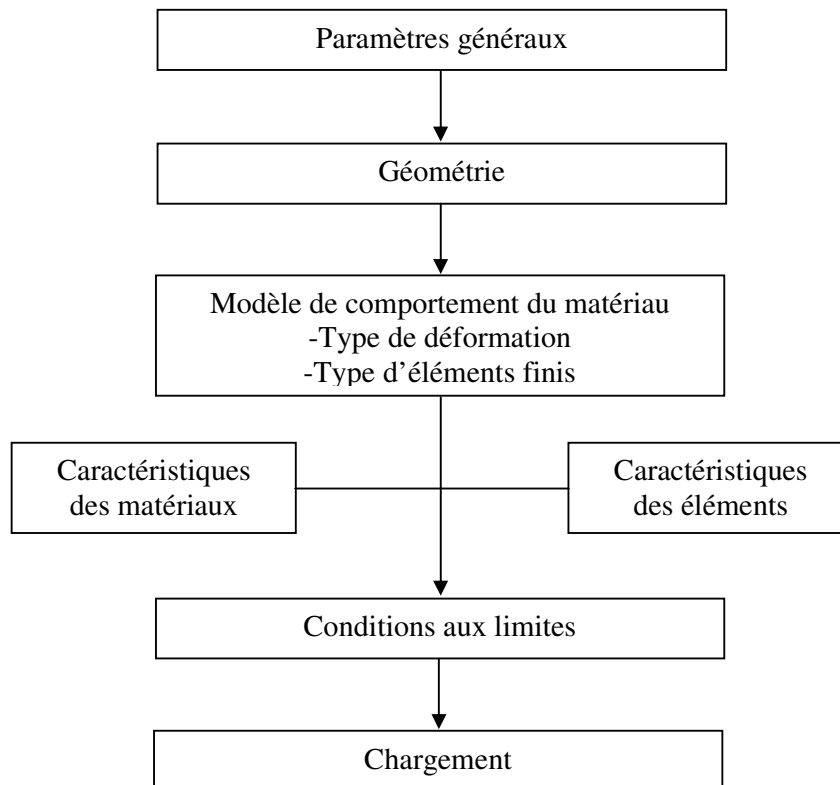 Paramètres généraux
Géométrie
Modèle de comportement du matériau
-Type de déformation
-Type d’éléments finis
Caractéristiques
des matériaux
Caractéristiques
des éléments
Conditions aux limites
Chargement